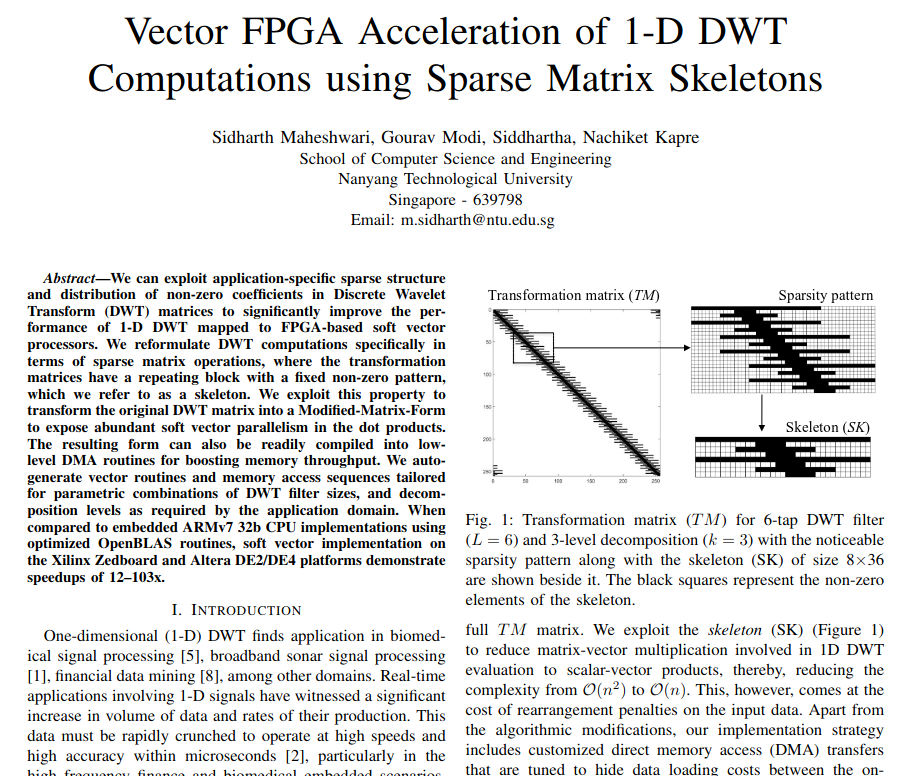 Vector FPGA Acceleration of 1-D DWT
Computations using Sparse Matrix Skeletons
Sidharth Maheshwari, Gourav Modi, Siddhartha, Nachiket Kapre
School of Computer Science and Engineering
Nanyang Technological University
Singapore - 639798
Email: m.sidharth@ntu.edu.sg
Abstract—We can exploit application-specific sparse structure
and distribution of non-zero coefficients in Discrete Wavelet
Transform (DWT) matrices to significantly improve the per-
formance of 1-D DWT mapped to FPGA-based soft vector
processors. We reformulate DWT computations specifically in
terms of sparse matrix operations, where the transformation
matrices have a repeating block with a fixed non-zero pattern,
which we refer to as a skeleton. We exploit this property to
transform the original DWT matrix into a Modified-Matrix-Form
to expose abundant soft vector parallelism in the dot products.
The resulting form can also be readily compiled into low-
level DMA routines for boosting memory throughput. We auto-
generate vector routines and memory access sequences tailored
for parametric combinations of DWT filter sizes, and decom-
position levels as required by the application domain. When
compared to embedded ARMv7 32b CPU implementations using
optimized OpenBLAS routines, soft vector implementation on
the Xilinx Zedboard and Altera DE2/DE4 platforms demonstrate
speedups of 12–103x.
I. INTRODUCTION
One-dimensional (1-D) DWT finds application in biomed-
ical signal processing [5], broadband sonar signal processing
[1], financial data mining [8], among other domains. Real-time
applications involving 1-D signals have witnessed a significant
increase in volume of data and rates of their production. This
data must be rapidly crunched to operate at high speeds and
high accuracy within microseconds [2], particularly in the
high-frequency finance and biomedical embedded scenarios.
Transformation matrix (TM)
Sparsity pattern
0
50
100
150
200
250
0 50 100 150 200 250
Skeleton (SK)
Fig. 1: Transformation matrix (TM) for 6-tap DWT filter
(L = 6) and 3-level decomposition (k = 3) with the noticeable
sparsity pattern along with the skeleton (SK) of size 8×36
are shown beside it. The black squares represent the non-zero
elements of the skeleton.
full TM matrix. We exploit the skeleton (SK) (Figure 1)
to reduce matrix-vector multiplication involved in 1D DWT
evaluation to scalar-vector products, thereby, reducing the
complexity from O(n²) to O(n). This, however, comes at the
cost of rearrangement penalties on the input data. Apart from
the algorithmic modifications, our implementation strategy
includes customized direct memory access (DMA) transfers
that are tuned to hide data loading costs between the on-